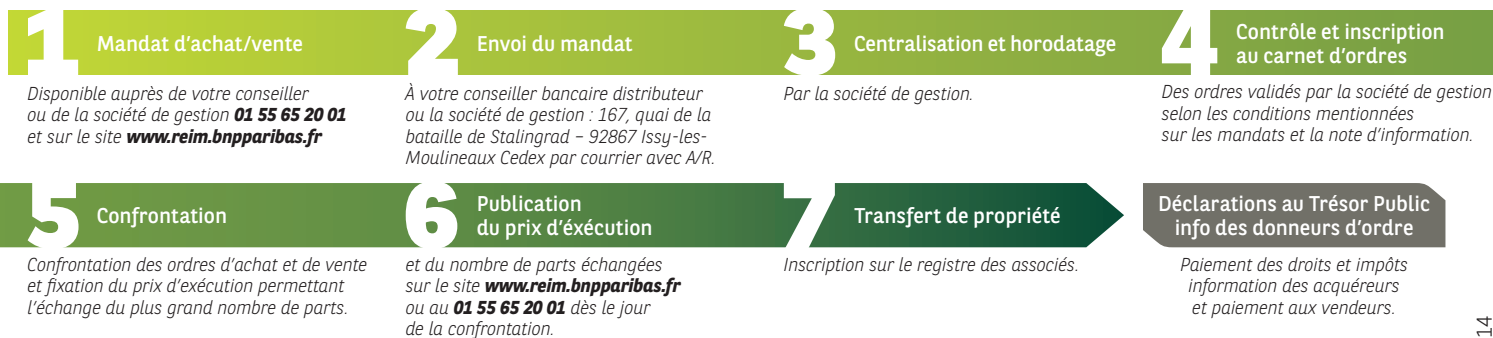 1 Mandat d'achat/vente
Disponible auprès de votre conseiller
ou de la société de gestion 01 55 65 20 01
et sur le site www.reim.bnpparibas.fr
2 Envoi du mandat
À votre conseiller bancaire distributeur
ou la société de gestion : 167, quai de la
bataille de Stalingrad – 92867 Issy-les-
Moulineaux Cedex par courrier avec A/R.
3 Centralisation et horodatage
Par la société de gestion.
4 Contrôle et inscription
au carnet d'ordres
Des ordres validés par la société de gestion
selon les conditions mentionnées
sur les mandats et la note d'information.
5 Confrontation
Confrontation des ordres d'achat et de vente
et fixation du prix d'exécution permettant
l'échange du plus grand nombre de parts.
6 Publication
du prix d'éxécution
et du nombre de parts échangées
sur le site www.reim.bnpparibas.fr
ou au 01 55 65 20 01 dès le jour
de la confrontation.
7 Transfert de propriété
Inscription sur le registre des associés.
Déclarations au Trésor Public
info des donneurs d'ordre
Paiement des droits et impôts
information des acquéreurs
et paiement aux vendeurs.
14